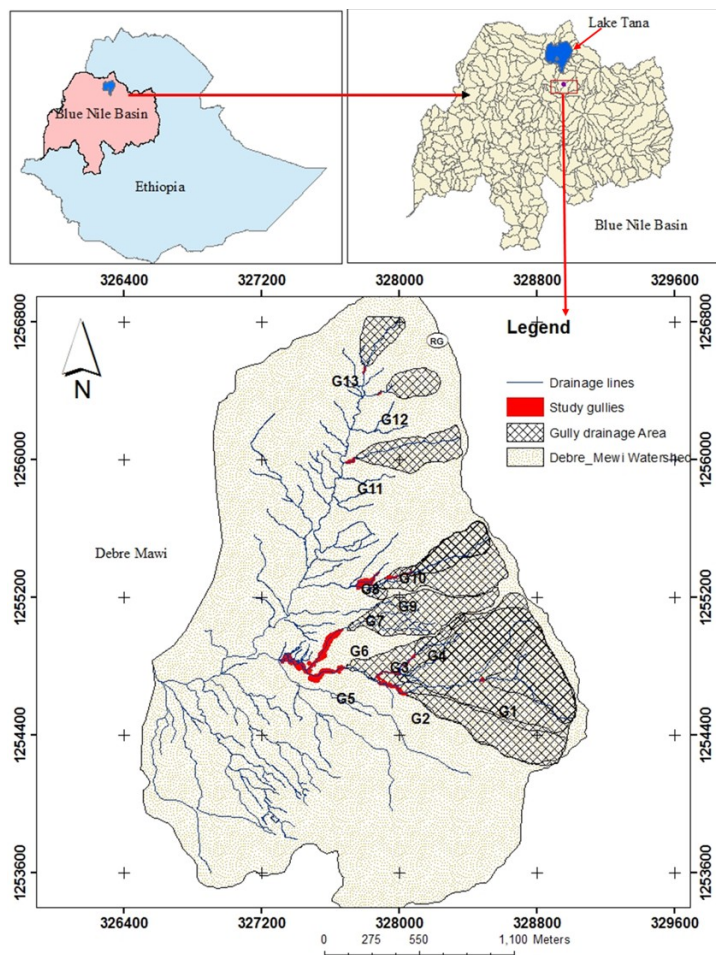 Lake Tana
Blue Nile Basin
Ethiopia
Blue Nile Basin
326400 327200 328000 328800 329600
1256800
1256000
1255200
1254400
1253600
1256800
1256000
1255200
1254400
1253600
N
RG
Legend
Drainage lines
Study gullies
Gully drainage Area
Debre_Mewi Watershed
G13
G12
G11
Debre Mawi
G10
G8
G9
G7
G6
G4
G3
G5
G2
G1
326400 327200 328000 328800 329600
0 275 550 1,100 Meters